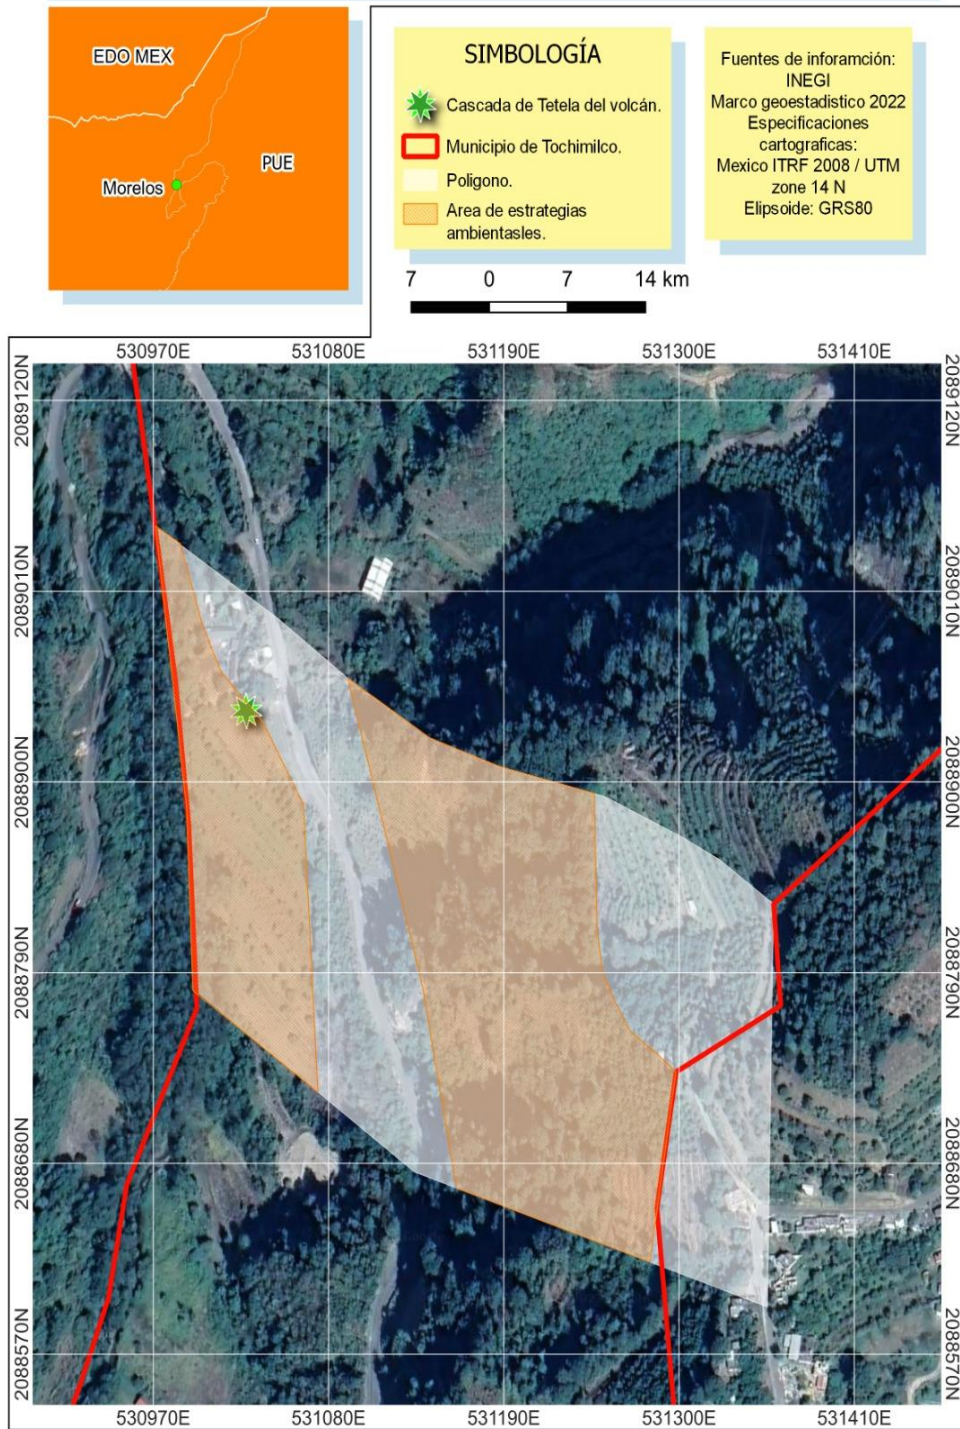 EDO MEX
PUE
Morelos
SIMBOLOGÍA
Cascada de Tetela del volcán.
Municipio de Tochimilco.
Poligono.
Area de estrategias
ambientasles.
Fuentes de inforamción:
INEGI
Marco geoestadistico 2022
Especificaciones
cartograficas:
Mexico ITRF 2008 / UTM
zone 14 N
Elipsoide: GRS80
7 0 7 14 km
530970E 531080E 531190E 531300E 531410E
2089120N 2089120N
2089010N 2089010N
2088900N 2088900N
2088790N 2088790N
2088680N 2088680N
2088570N 2088570N
530970E 531080E 531190E 531300E 531410E